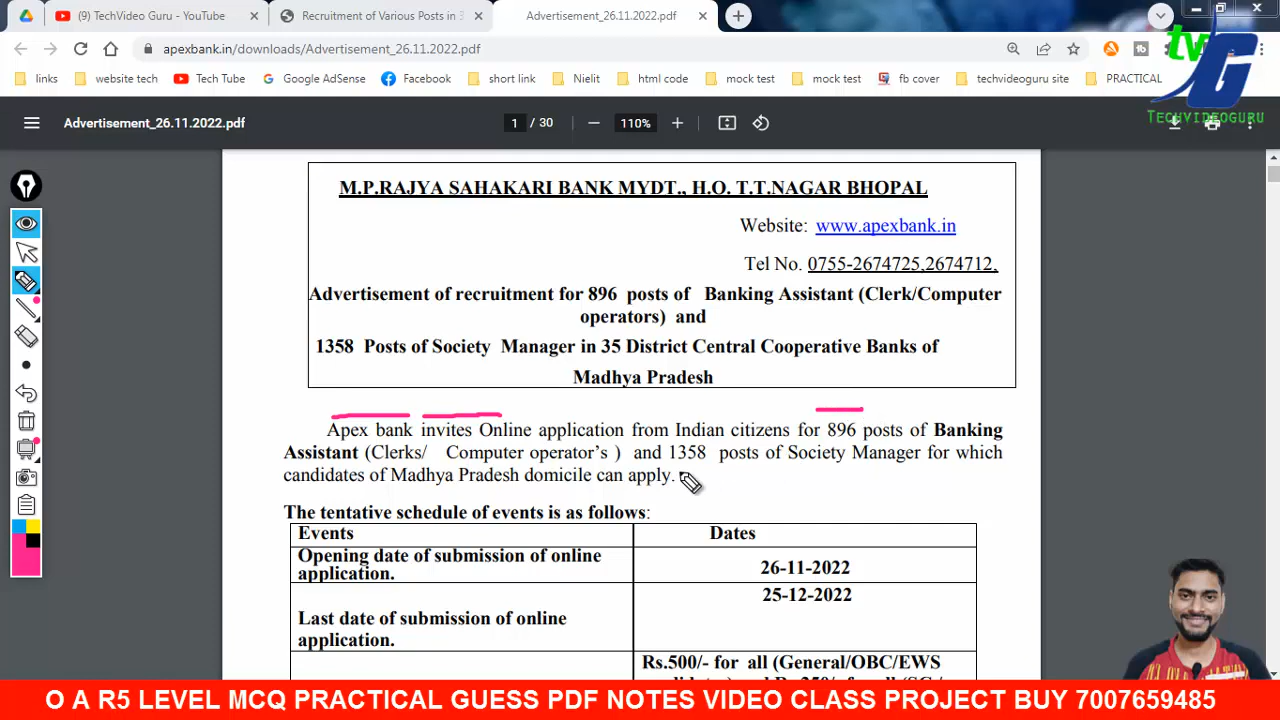 (9) TechVideo Guru - YouTube
Recruitment of Various Posts in 3
Advertisement_26.11.2022.pdf
apexbank.in/downloads/Advertisement_26.11.2022.pdf
links
website tech
Tech Tube
Google AdSense
Facebook
short link
Nielit
html code
mock test
mock test
fb cover
techvideoguru site
PRACTICAL
TECHVIDEOGURU
Advertisement_26.11.2022.pdf
1 / 30
110%
M.P.RAJYA SAHAKARI BANK MYDT., H.O. T.T.NAGAR BHOPAL
Website: www.apexbank.in
Tel No. 0755-2674725,2674712,
Advertisement of recruitment for 896 posts of Banking Assistant (Clerk/Computer
operators) and
1358 Posts of Society Manager in 35 District Central Cooperative Banks of
Madhya Pradesh
Apex bank invites Online application from Indian citizens for 896 posts of Banking
Assistant (Clerks/ Computer operator's ) and 1358 posts of Society Manager for which
candidates of Madhya Pradesh domicile can apply.
The tentative schedule of events is as follows:
Events Dates
Opening date of submission of online
application.
26-11-2022
25-12-2022
Last date of submission of online
application.
Rs.500/- for all (General/OBC/EWS
O A R5 LEVEL MCQ PRACTICAL GUESS PDF NOTES VIDEO CLASS PROJECT BUY 7007659485